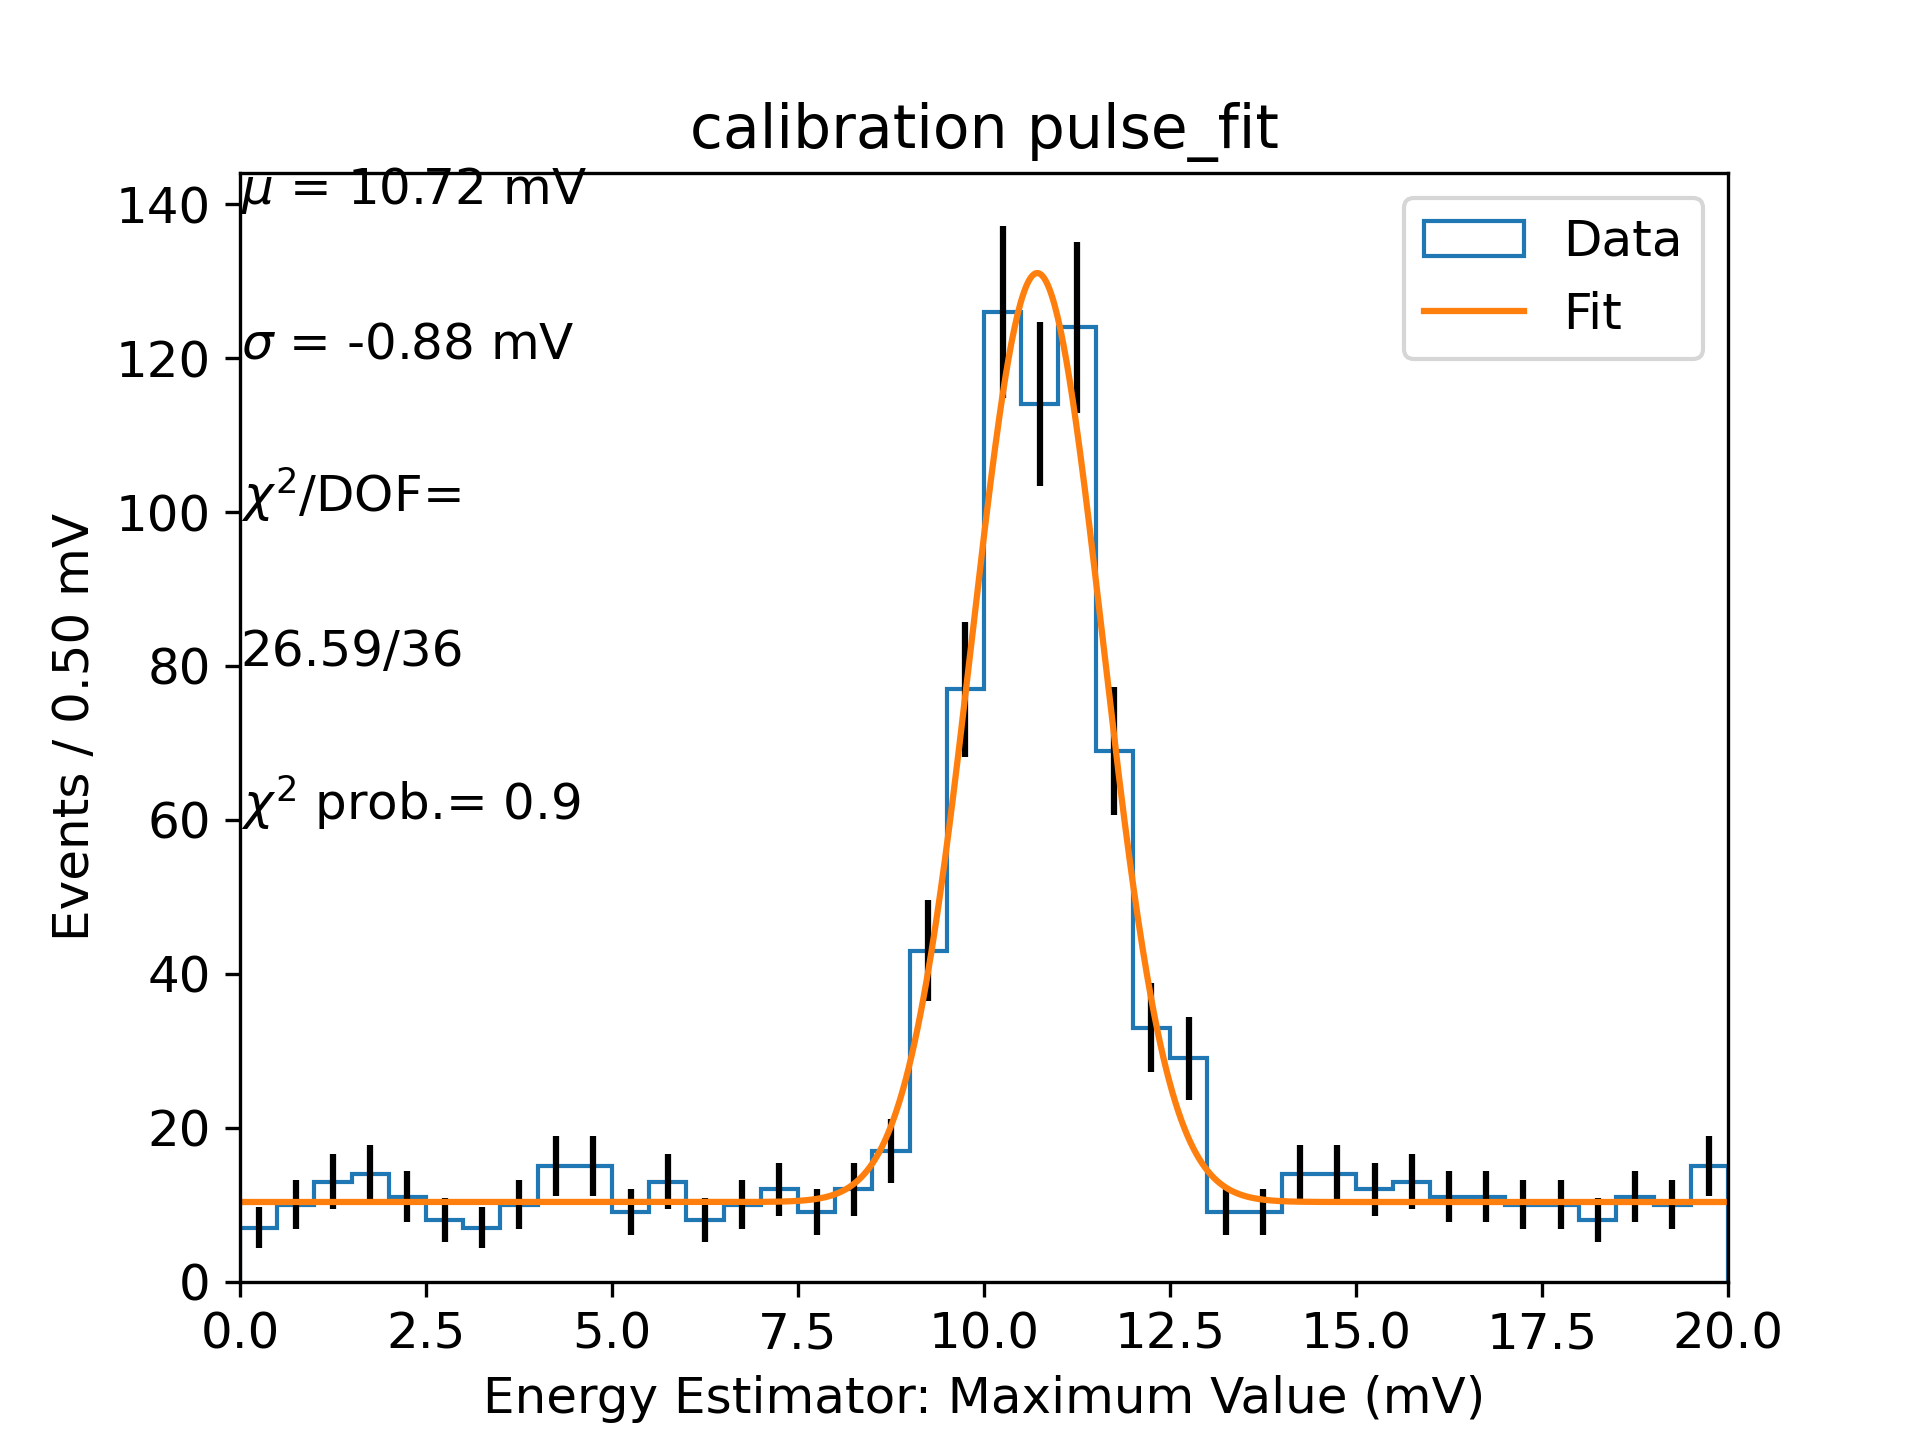 calibration pulse_fit
μ = 10.72 mV
σ = -0.88 mV
χ²/DOF=
26.59/36
χ² prob.= 0.9
Data
Fit
Events / 0.50 mV
140
120
100
80
60
40
20
0
0.0 2.5 5.0 7.5 10.0 12.5 15.0 17.5 20.0
Energy Estimator: Maximum Value (mV)